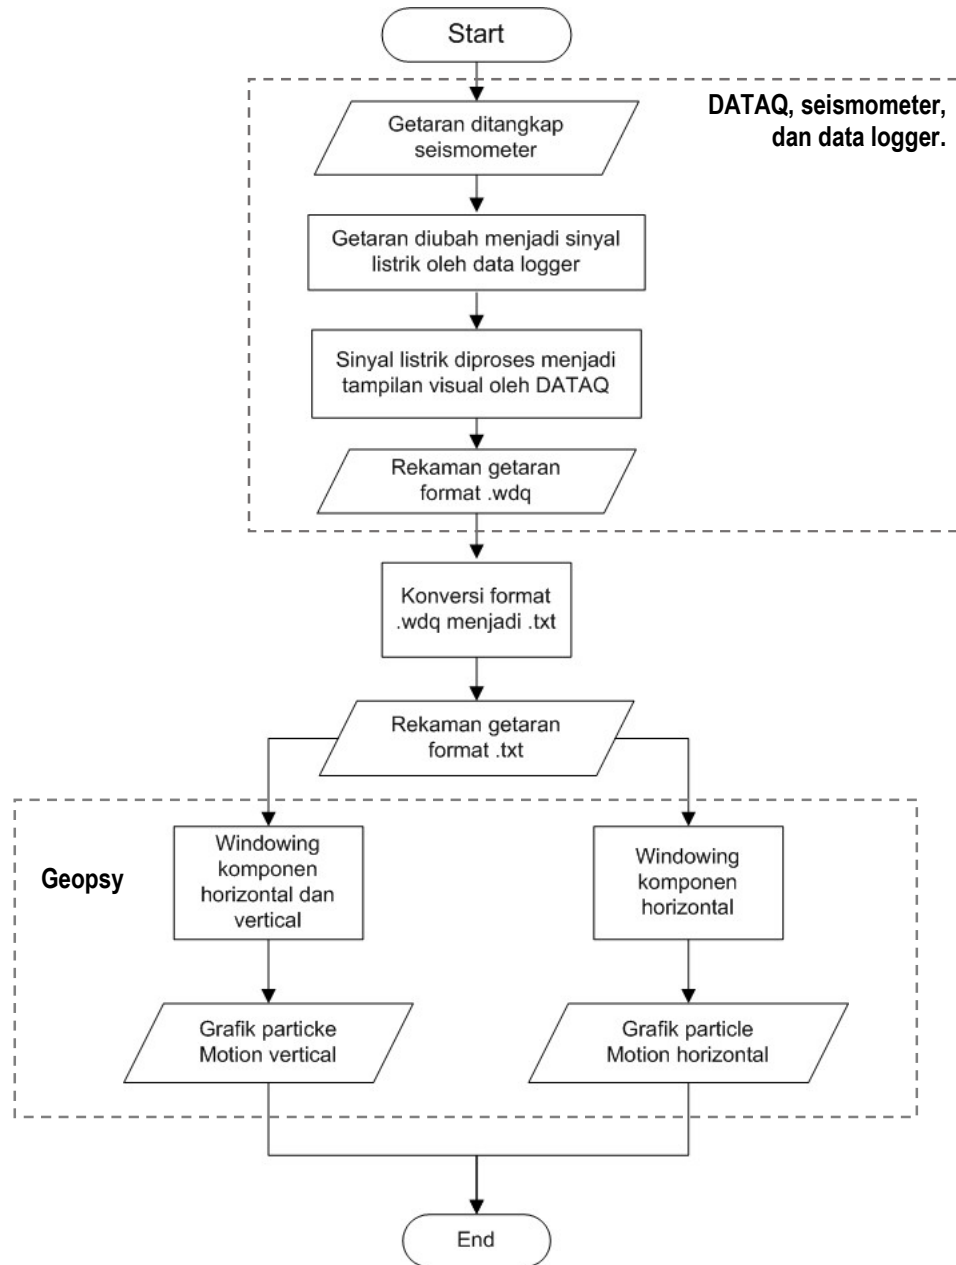 Start
DATAQ, seismometer,
dan data logger.
Getaran ditangkap
seismometer
Getaran diubah menjadi sinyal
listrik oleh data logger
Sinyal listrik diproses menjadi
tampilan visual oleh DATAQ
Rekaman getaran
format .wdq
Konversi format
.wdq menjadi .txt
Rekaman getaran
format .txt
Geopsy
Windowing
komponen
horizontal dan
vertical
Windowing
komponen
horizontal
Grafik particke
Motion vertical
Grafik particle
Motion horizontal
End